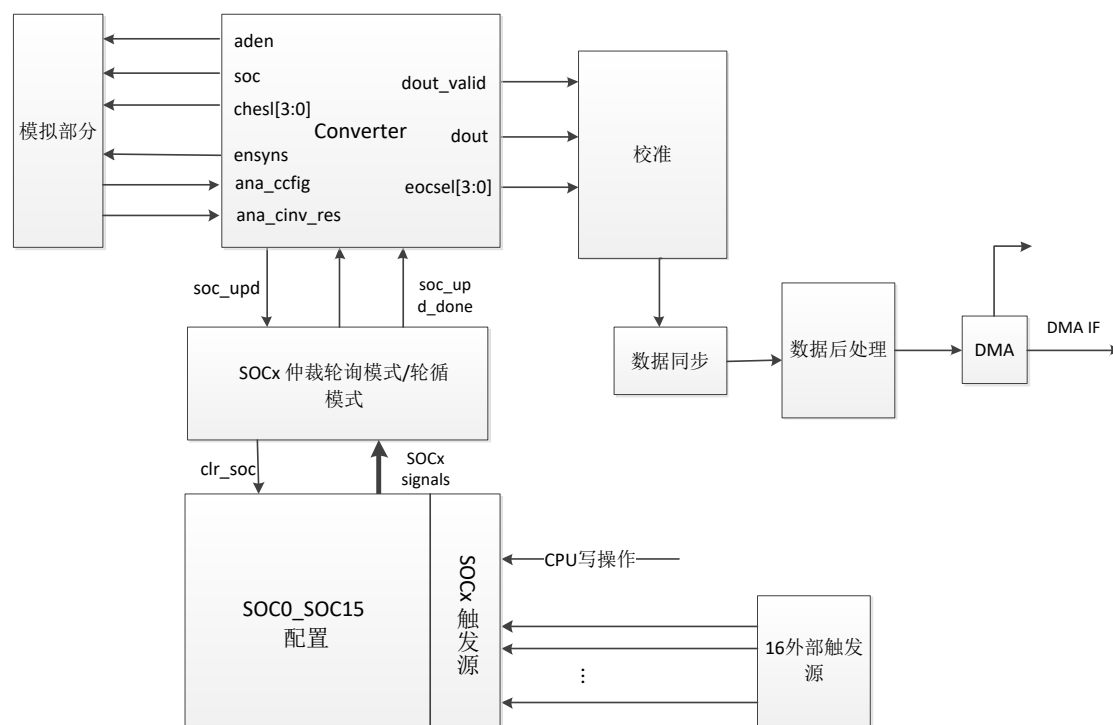 模拟部分
aden
soc
chesl[3:0]
Converter
ensyns
ana_ccfig
ana_cinv_res
dout_valid
dout
eocsel[3:0]
校准
soc_upd
soc_up
d_done
SOCx 仲裁轮询模式/轮循
模式
数据同步
数据后处理
DMA
DMA IF
clr_soc
SOCx
signals
SOC0_SOC15
配置
SOCx 触发源
CPU写操作
16外部触发
源
...